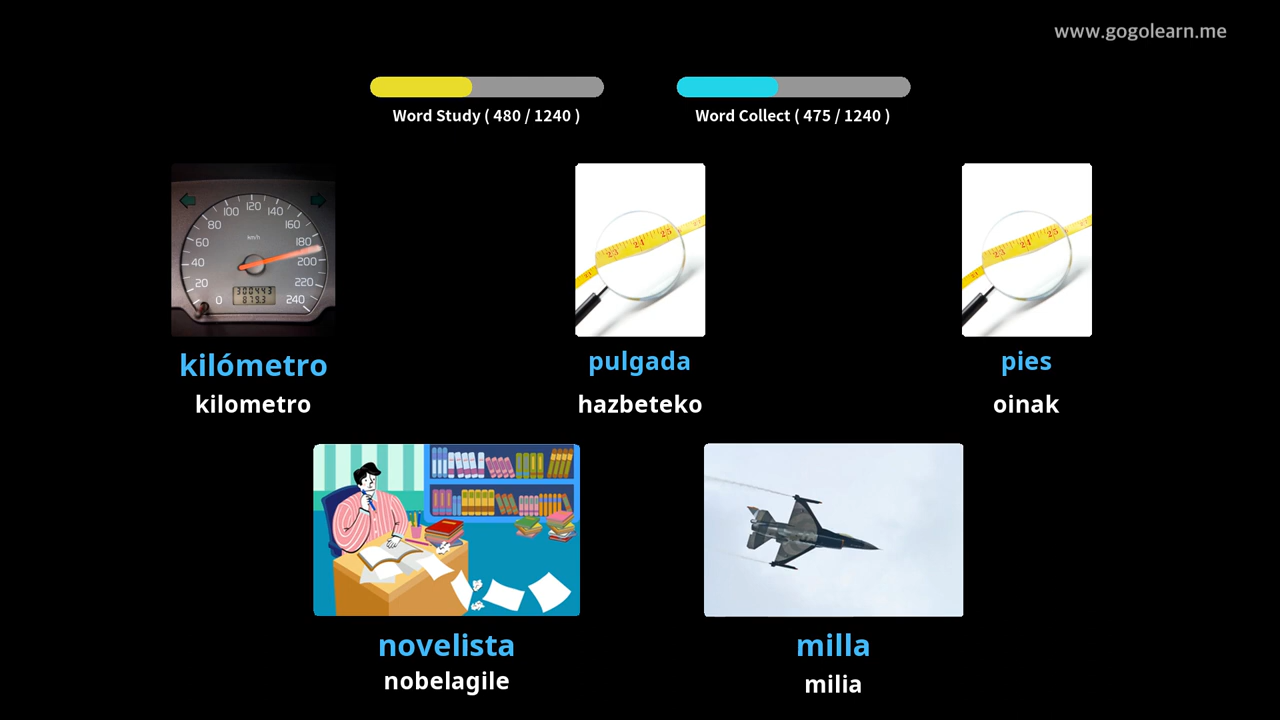 www.gogolearn.me
Word Study ( 480 / 1240 )
Word Collect ( 475 / 1240 )
kilómetro
kilometro
pulgada
hazbeteko
pies
oinak
novelista
nobelagile
milla
milia